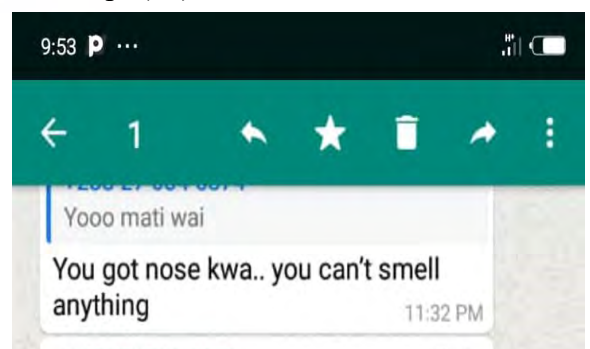 9:53 P ...
1
Yooo mati wai
You got nose kwa.. you can't smell
anything
11:32 PM